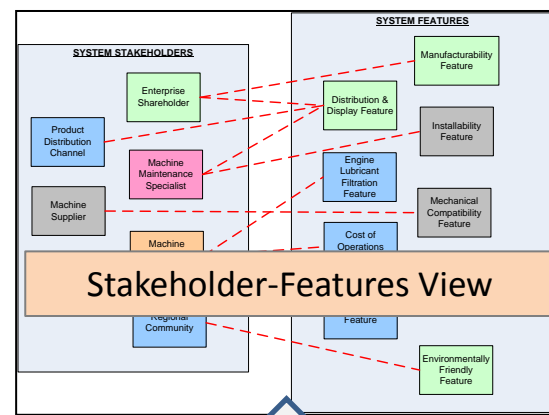 SYSTEM STAKEHOLDERS
Enterprise
Shareholder
Product
Distribution
Channel
Machine
Maintenance
Specialist
Machine
Supplier
Machine
Regional
Community
SYSTEM FEATURES
Manufacturability
Feature
Distribution &
Display Feature
Installability
Feature
Engine
Lubricant
Filtration
Feature
Mechanical
Compatibility
Feature
Cost of
Operations
Feature
Environmentally
Friendly
Feature
Stakeholder-Features View